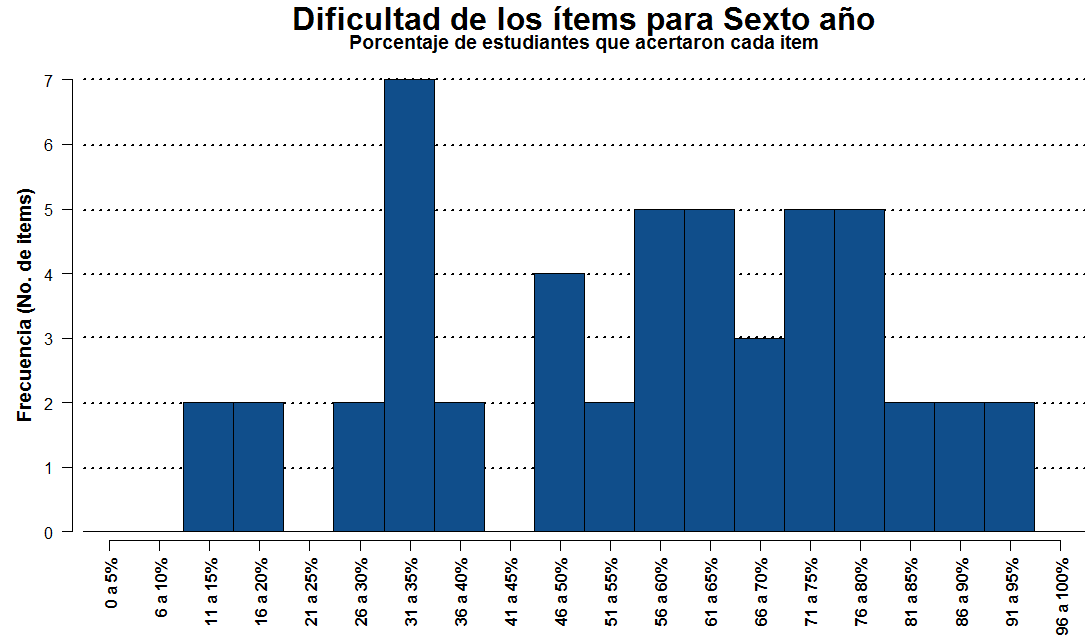 Dificultad de los ítems para Sexto año
Porcentaje de estudiantes que acertaron cada item
Frecuencia (No. de items)
7
6
5
4
3
2
1
0
0 a 5%
6 a 10%
11 a 15%
16 a 20%
21 a 25%
26 a 30%
31 a 35%
36 a 40%
41 a 45%
46 a 50%
51 a 55%
56 a 60%
61 a 65%
66 a 70%
71 a 75%
76 a 80%
81 a 85%
86 a 90%
91 a 95%
96 a 100%